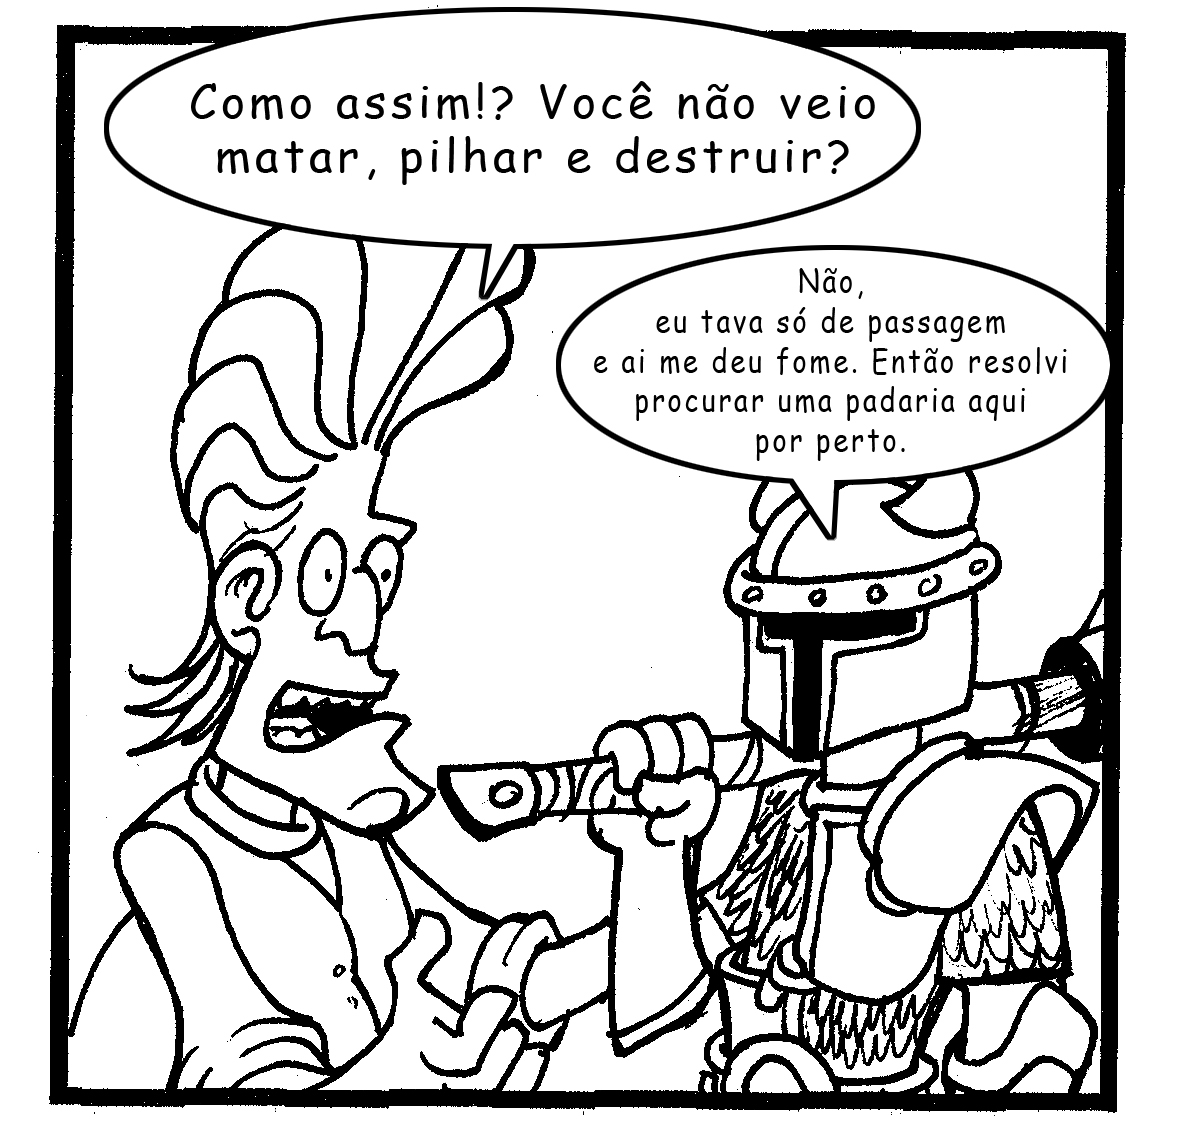 Como assim!? Você não veio
matar, pilhar e destruir?
Não,
eu tava só de passagem
e ai me deu fome. Então resolvi
procurar uma padaria aqui
por perto.